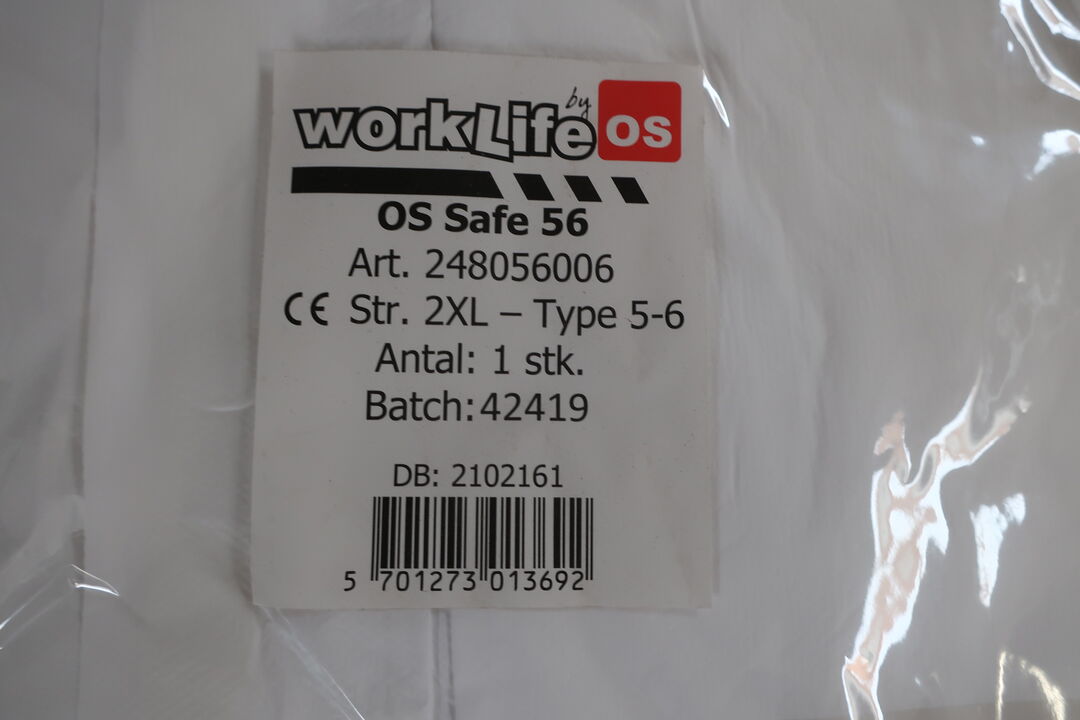 workLife by OS
OS Safe 56
Art. 248056006
CE Str. 2XL – Type 5-6
Antal: 1 stk.
Batch: 42419
DB: 2102161
5 701273 013692